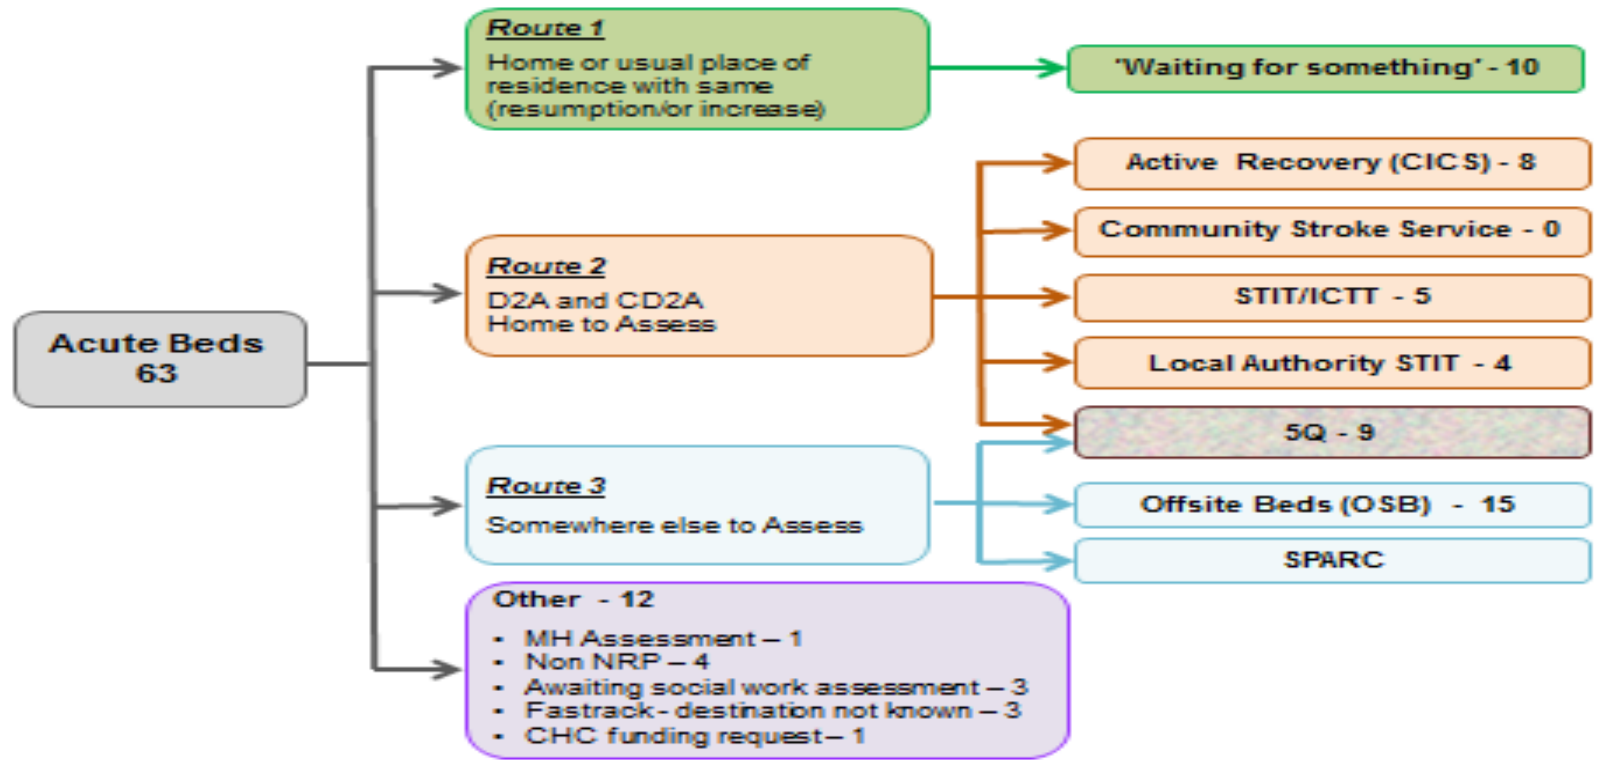 Acute Beds
63
Route 1
Home or usual place of
residence with same
(resumption/or increase)
'Waiting for something' - 10
Route 2
D2A and CD2A
Home to Assess
Active Recovery (CICS) - 8
Community Stroke Service - 0
STIT/ICTT - 5
Local Authority STIT - 4
5Q - 9
Route 3
Somewhere else to Assess
Offsite Beds (OSB) - 15
SPARC
Other - 12
• MH Assessment – 1
• Non NRP – 4
• Awaiting social work assessment – 3
• Fastrack - destination not known – 3
• CHC funding request – 1